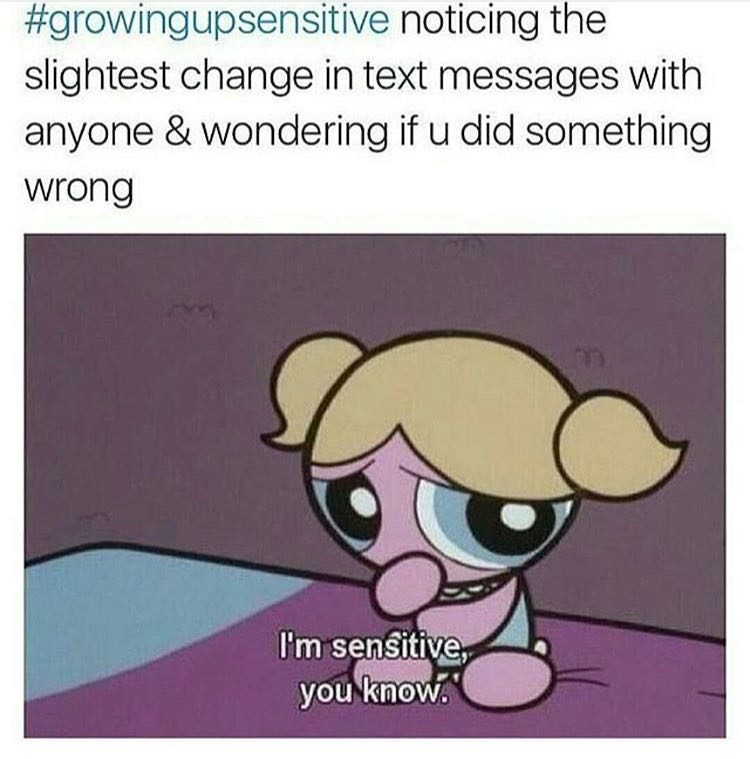 #growingupsensitive noticing the
slightest change in text messages with
anyone & wondering if u did something
wrong
I'm sensitive,
you know.